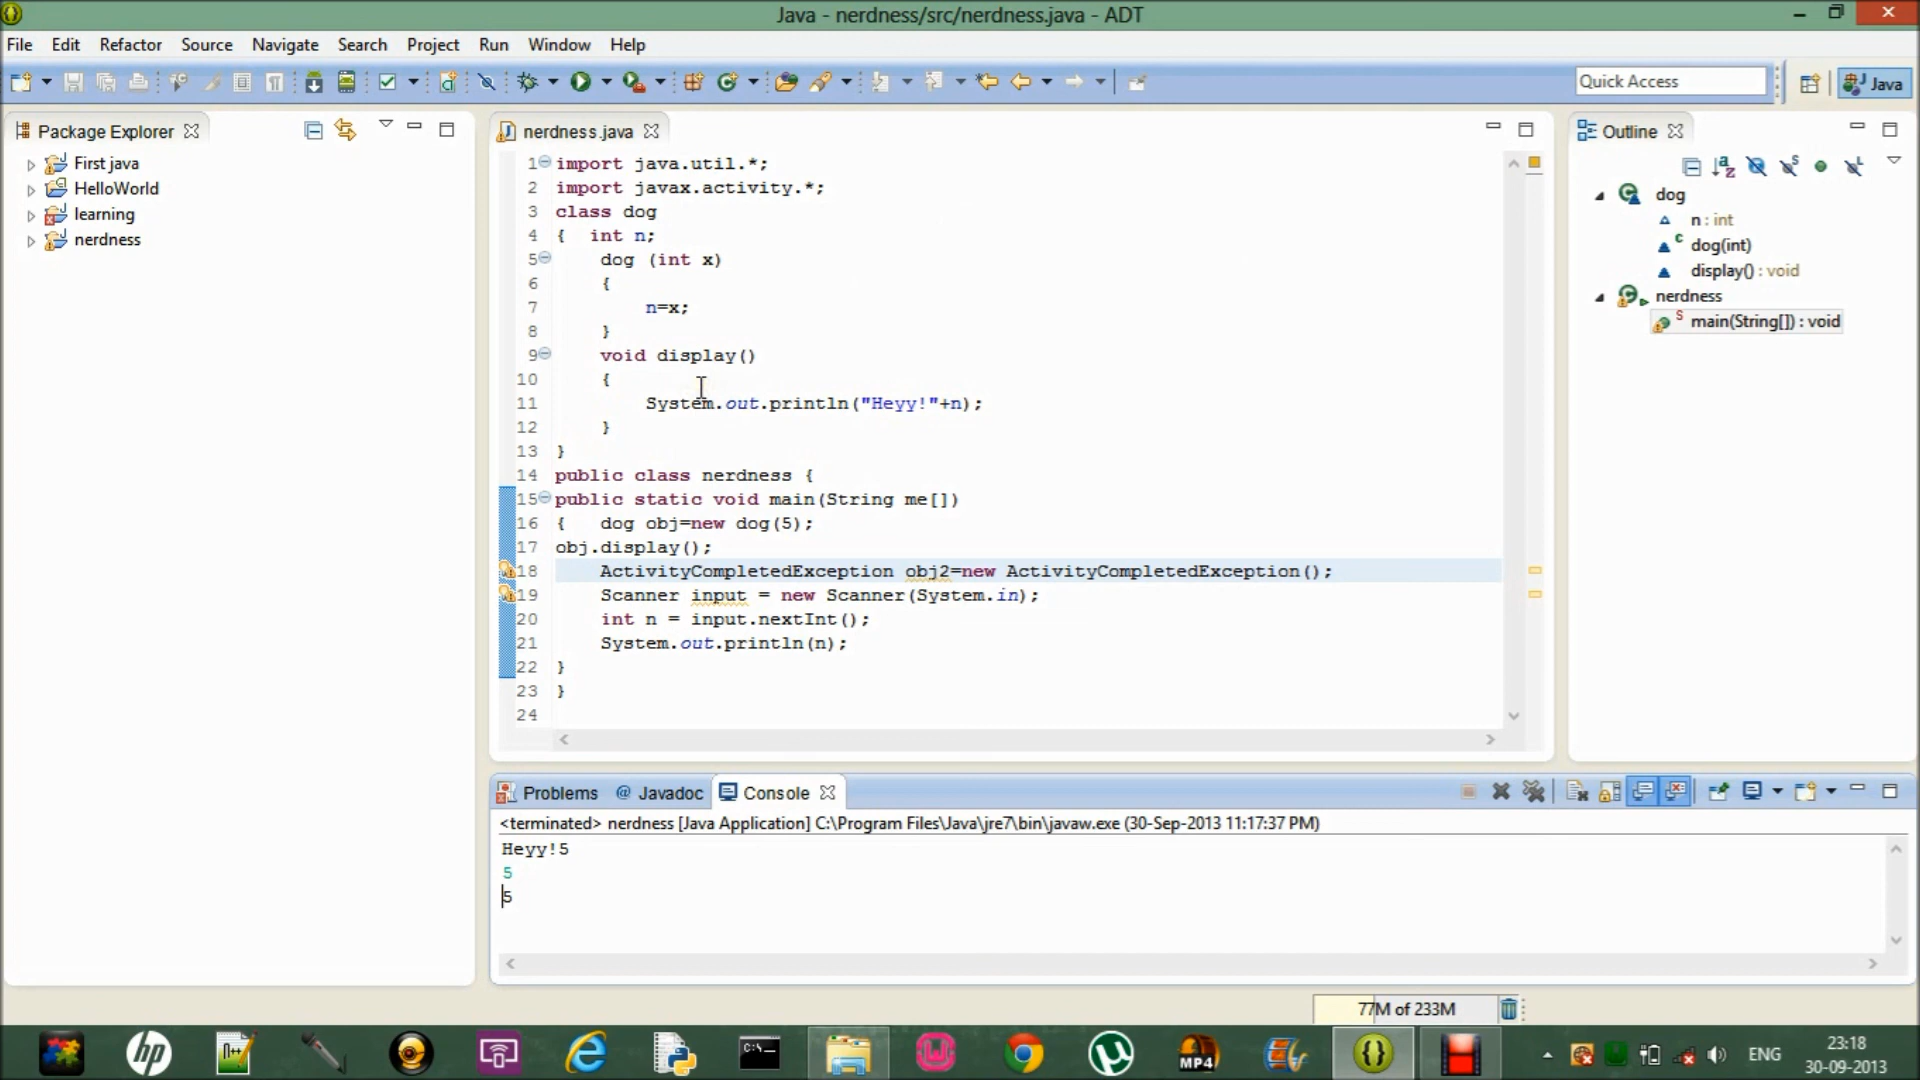 Java - nerdness/src/nerdness.java - ADT
File Edit Refactor Source Navigate Search Project Run Window Help
Quick Access
Java
Package Explorer
First java
HelloWorld
learning
nerdness
nerdness.java
1 import java.util.*;
2 import javax.activity.*;
3 class dog
4 { int n;
5 dog (int x)
6 {
7 n=x;
8 }
9 void display()
10 {
11 System.out.println("Heyy!"+n);
12 }
13 }
14 public class nerdness {
15 public static void main(String me[])
16 { dog obj=new dog(5);
17 obj.display();
18 ActivityCompletedException obj2=new ActivityCompletedException();
19 Scanner input = new Scanner(System.in);
20 int n = input.nextInt();
21 System.out.println(n);
22 }
23 }
24
Outline
dog
n : int
dog(int)
display() : void
nerdness
main(String[]) : void
Problems @ Javadoc Console
<terminated> nerdness [Java Application] C:\Program Files\Java\jre7\bin\javaw.exe (30-Sep-2013 11:17:37 PM)
Heyy!5
5
5
77M of 233M
hp
MP4
ENG
23:18
30-09-2013